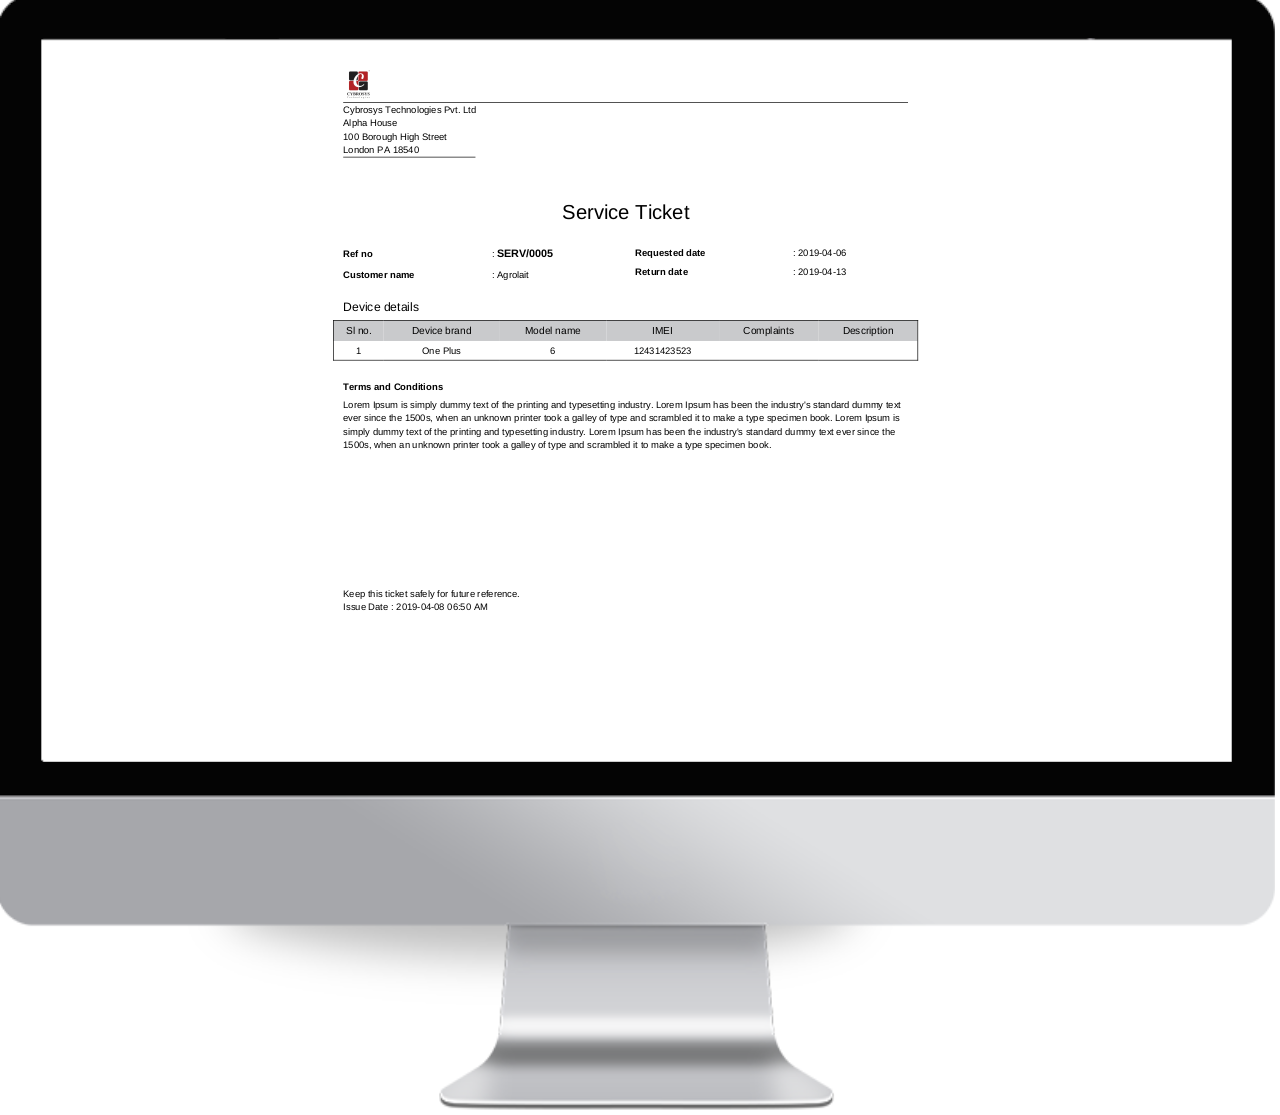 CYBROSYS
Cybrosys Technologies Pvt. Ltd
Alpha House
100 Borough High Street
London PA 18540
Service Ticket
Ref no : SERV/0005 Requested date : 2019-04-06
Customer name : Agrolait Return date : 2019-04-13
Device details
Sl no. Device brand Model name IMEI Complaints Description
1 One Plus 6 12431423523
Terms and Conditions
Lorem Ipsum is simply dummy text of the printing and typesetting industry. Lorem Ipsum has been the industry's standard dummy text
ever since the 1500s, when an unknown printer took a galley of type and scrambled it to make a type specimen book. Lorem Ipsum is
simply dummy text of the printing and typesetting industry. Lorem Ipsum has been the industry's standard dummy text ever since the
1500s, when an unknown printer took a galley of type and scrambled it to make a type specimen book.
Keep this ticket safely for future reference.
Issue Date : 2019-04-08 06:50 AM